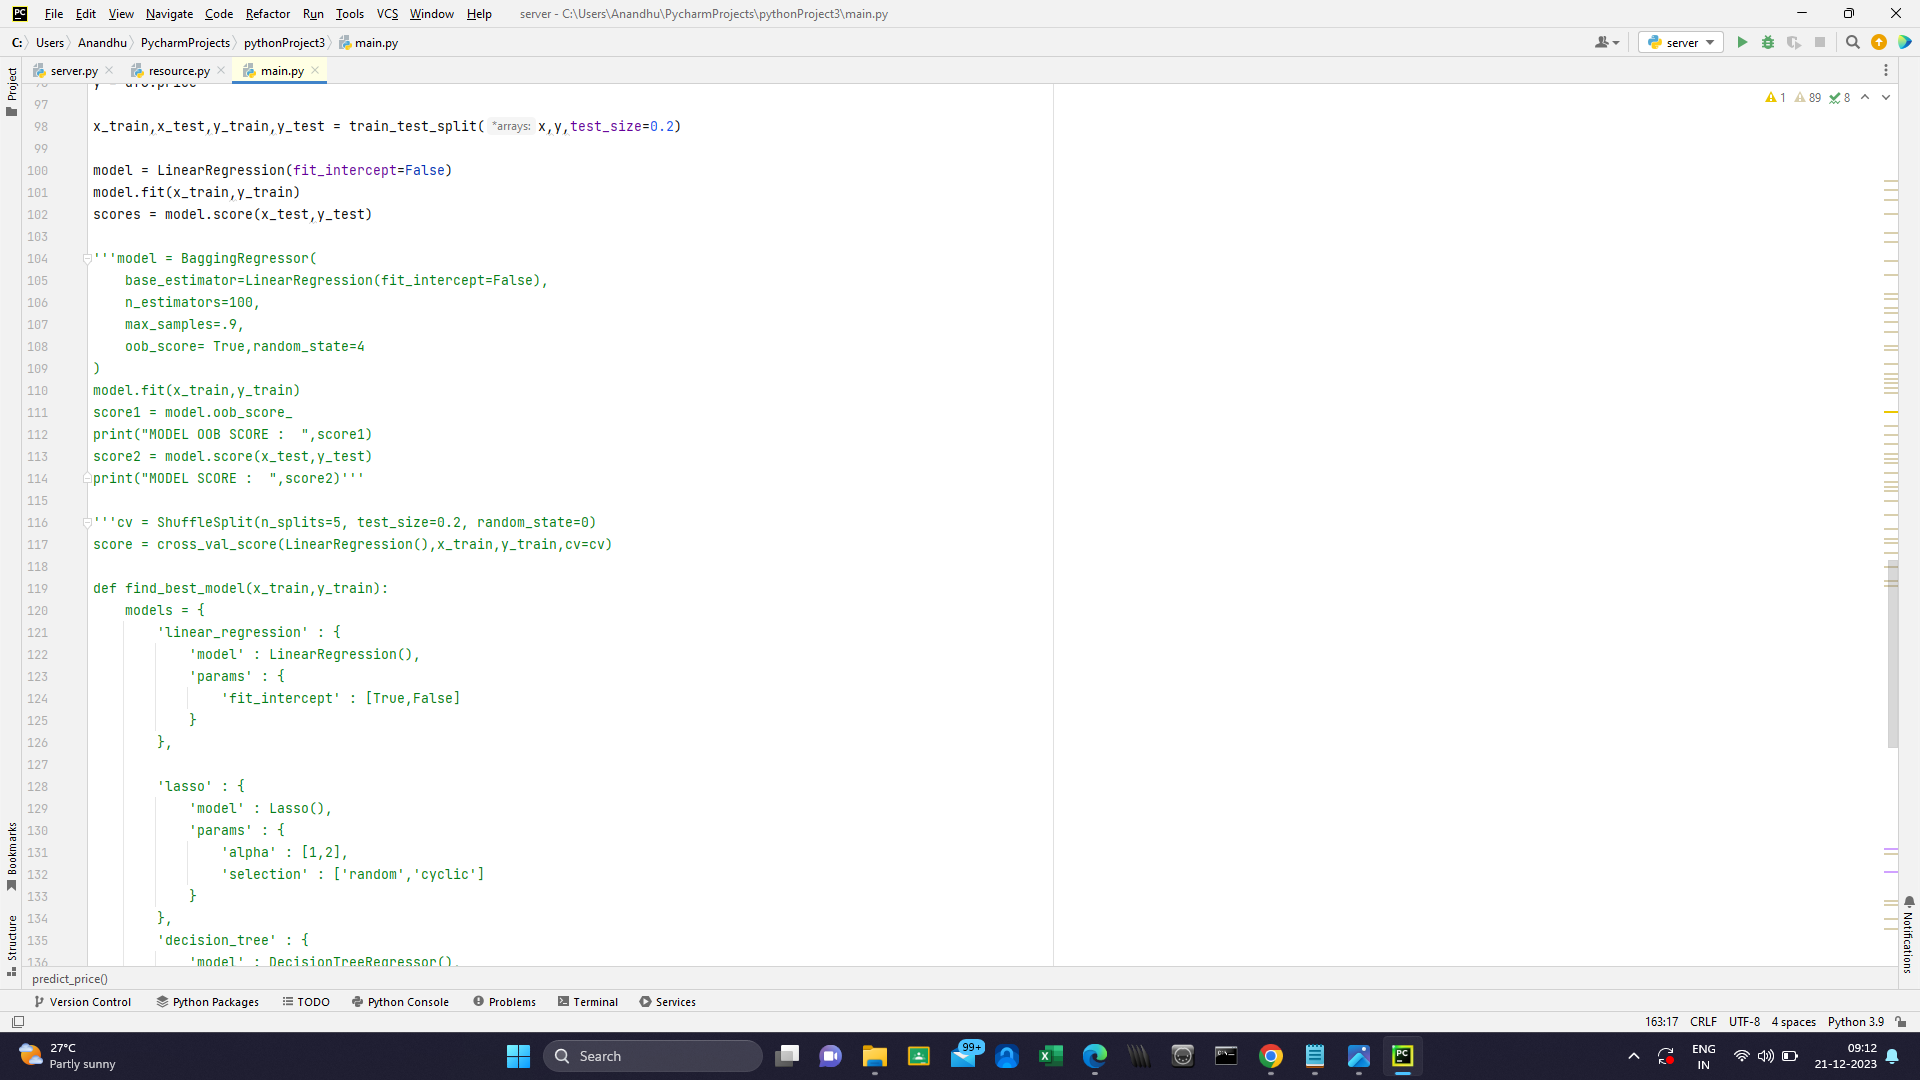 PC File Edit View Navigate Code Refactor Run Tools VCS Window Help server - C:\Users\Anandhu\PycharmProjects\pythonProject3\main.py
C: Users Anandhu PycharmProjects pythonProject3 main.py server
server.py resource.py main.py
Project
1 89 8
97
98 x_train,x_test,y_train,y_test = train_test_split( *arrays: x,y,test_size=0.2)
99
100 model = LinearRegression(fit_intercept=False)
101 model.fit(x_train,y_train)
102 scores = model.score(x_test,y_test)
103
104 '''model = BaggingRegressor(
105 base_estimator=LinearRegression(fit_intercept=False),
106 n_estimators=100,
107 max_samples=.9,
108 oob_score= True,random_state=4
109 )
110 model.fit(x_train,y_train)
111 score1 = model.oob_score_
112 print("MODEL OOB SCORE :  ",score1)
113 score2 = model.score(x_test,y_test)
114 print("MODEL SCORE :  ",score2)'''
115
116 '''cv = ShuffleSplit(n_splits=5, test_size=0.2, random_state=0)
117 score = cross_val_score(LinearRegression(),x_train,y_train,cv=cv)
118
119 def find_best_model(x_train,y_train):
120 models = {
121 'linear_regression' : {
122 'model' : LinearRegression(),
123 'params' : {
124 'fit_intercept' : [True,False]
125 }
126 },
127
128 'lasso' : {
129 'model' : Lasso(),
130 'params' : {
131 'alpha' : [1,2],
132 'selection' : ['random','cyclic']
133 }
134 },
135 'decision_tree' : {
136 'model' : DecisionTreeRegressor(),
Bookmarks
Structure
Notifications
predict_price()
Version Control Python Packages TODO Python Console Problems Terminal Services
163:17 CRLF UTF-8 4 spaces Python 3.9
27°C
Partly sunny
Search
99+
PC
ENG
IN
09:12
21-12-2023